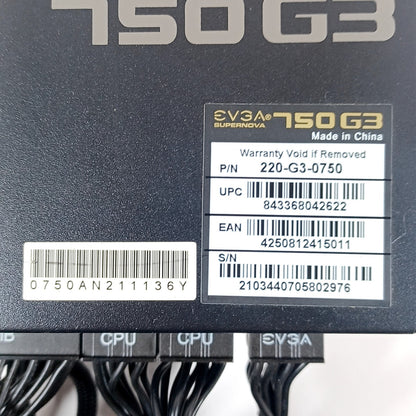 750 G3
EVGA® SUPERNOVA 750 G3
Made in China
Warranty Void if Removed
P/N 220-G3-0750
UPC
843368042622
EAN
4250812415011
S/N
2103440705802976
0750AN211136Y
CPU CPU EVGA